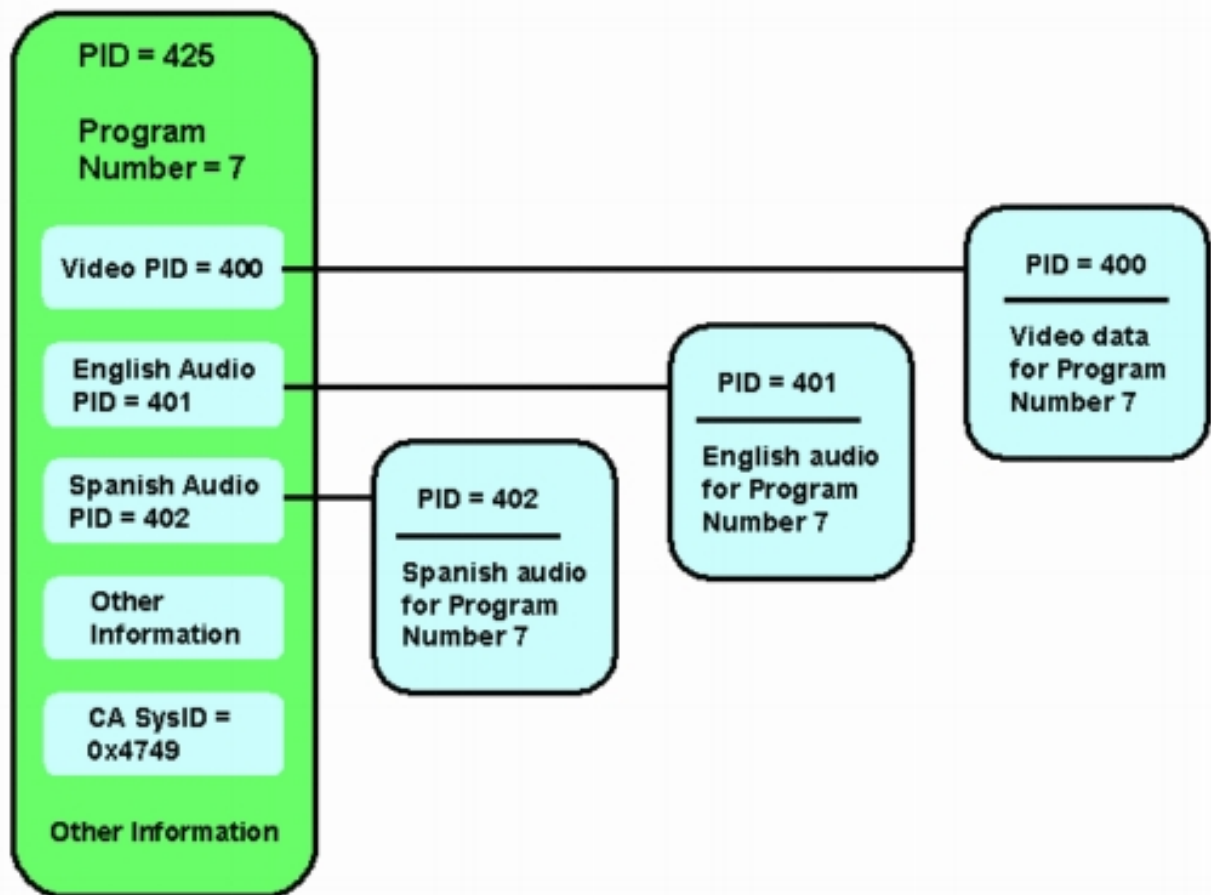 PID = 425
Program
Number = 7
Video PID = 400
English Audio
PID = 401
Spanish Audio
PID = 402
Other
Information
CA SysID =
0x4749
Other Information
PID = 402
Spanish audio
for Program
Number 7
PID = 401
English audio
for Program
Number 7
PID = 400
Video data
for Program
Number 7